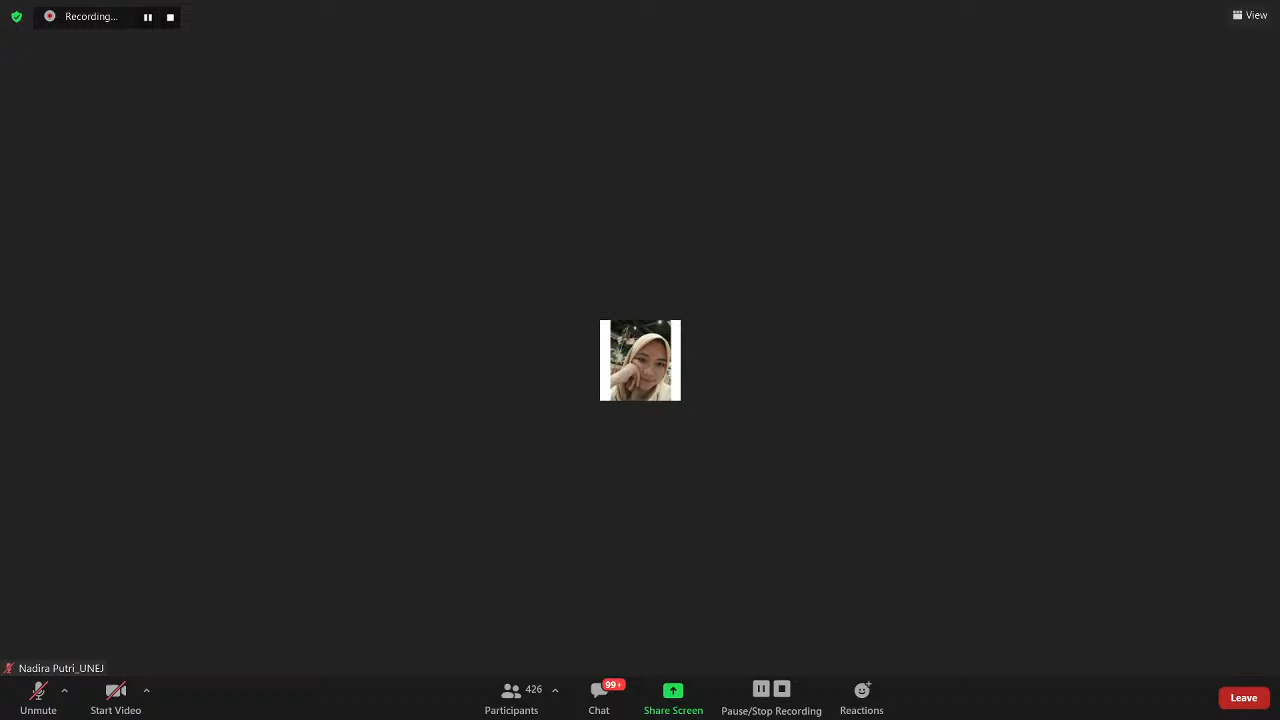 Recording...
View
Nadira Putri_UNEJ
426
99+
Unmute
Start Video
Participants
Chat
Share Screen
Pause/Stop Recording
Reactions
Leave